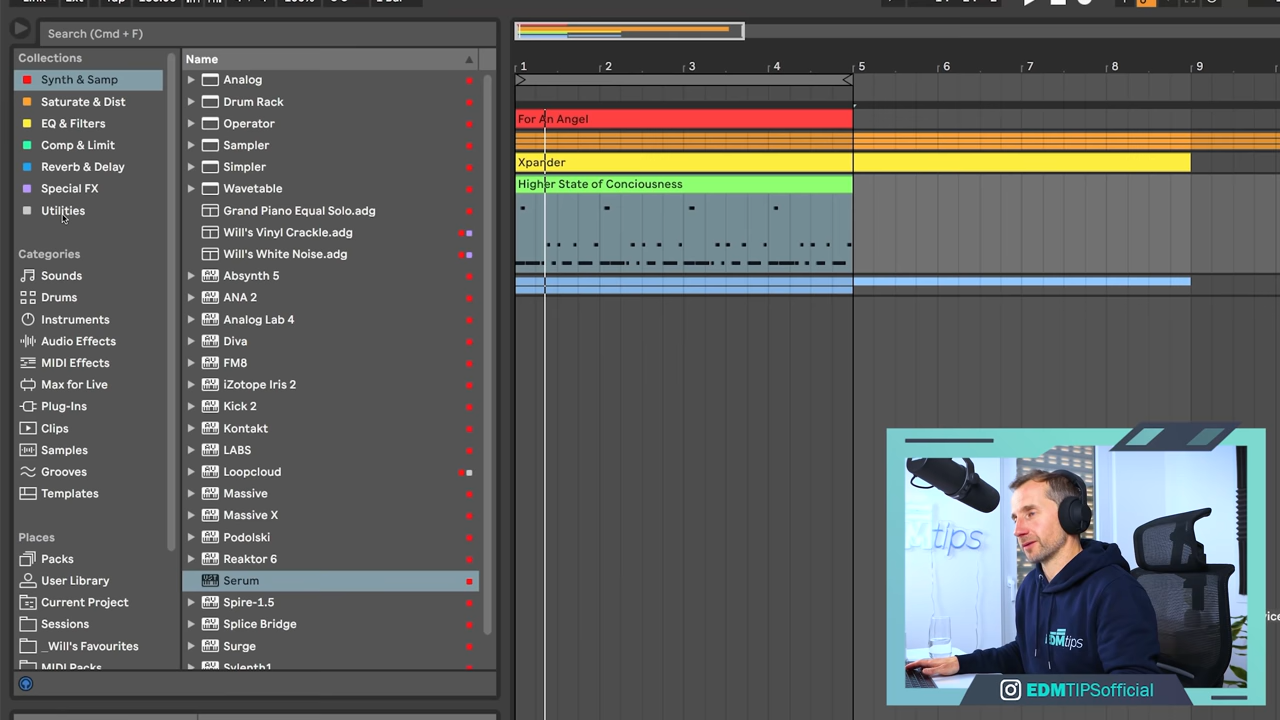 Search (Cmd + F)
Collections
Synth & Samp
Saturate & Dist
EQ & Filters
Comp & Limit
Reverb & Delay
Special FX
Utilities
Categories
Sounds
Drums
Instruments
Audio Effects
MIDI Effects
Max for Live
Plug-Ins
Clips
Samples
Grooves
Templates
Places
Packs
User Library
Current Project
Sessions
_Will's Favourites
MIDI Packs
Name
Analog
Drum Rack
Operator
Sampler
Simpler
Wavetable
Grand Piano Equal Solo.adg
Will's Vinyl Crackle.adg
Will's White Noise.adg
Absynth 5
ANA 2
Analog Lab 4
Diva
FM8
iZotope Iris 2
Kick 2
Kontakt
LABS
Loopcloud
Massive
Massive X
Podolski
Reaktor 6
Serum
Spire-1.5
Splice Bridge
Surge
Sylenth1
1 2 3 4 5 6 7 8 9
For An Angel
Xpander
Higher State of Conciousness
M tips
EDMtips
EDMTIPSofficial